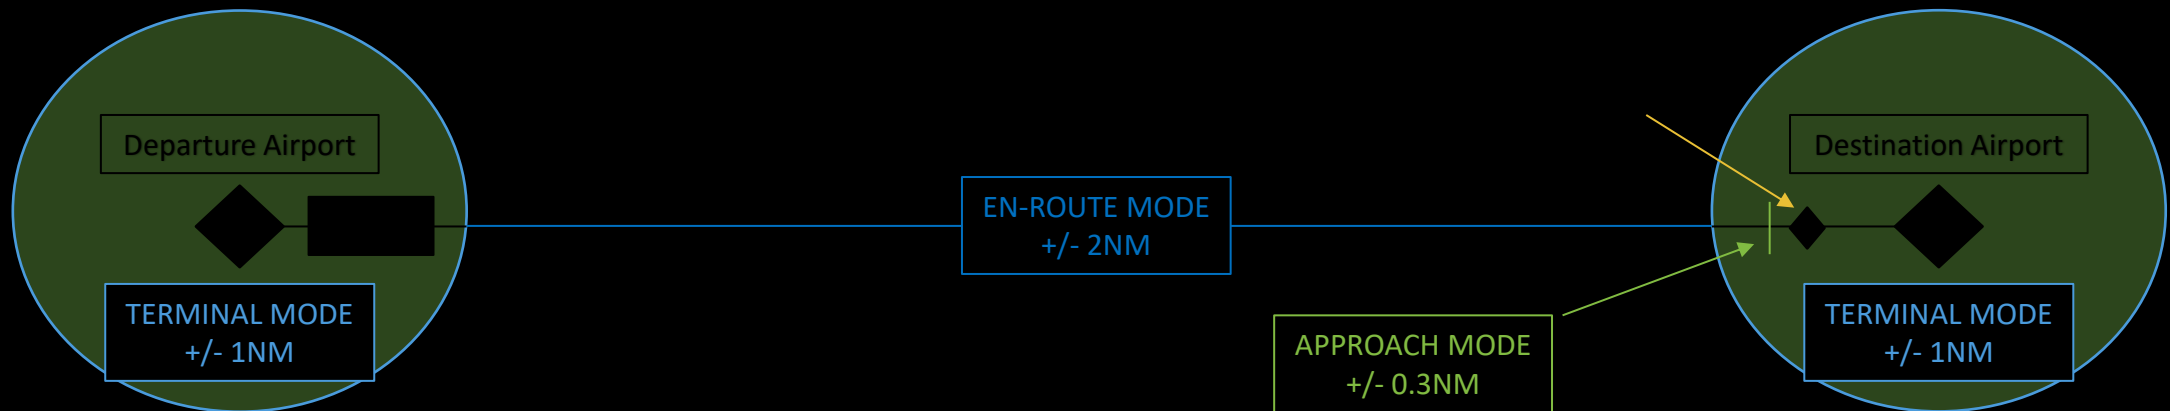 Departure Airport
TERMINAL MODE
+/- 1NM
EN-ROUTE MODE
+/- 2NM
APPROACH MODE
+/- 0.3NM
Destination Airport
TERMINAL MODE
+/- 1NM